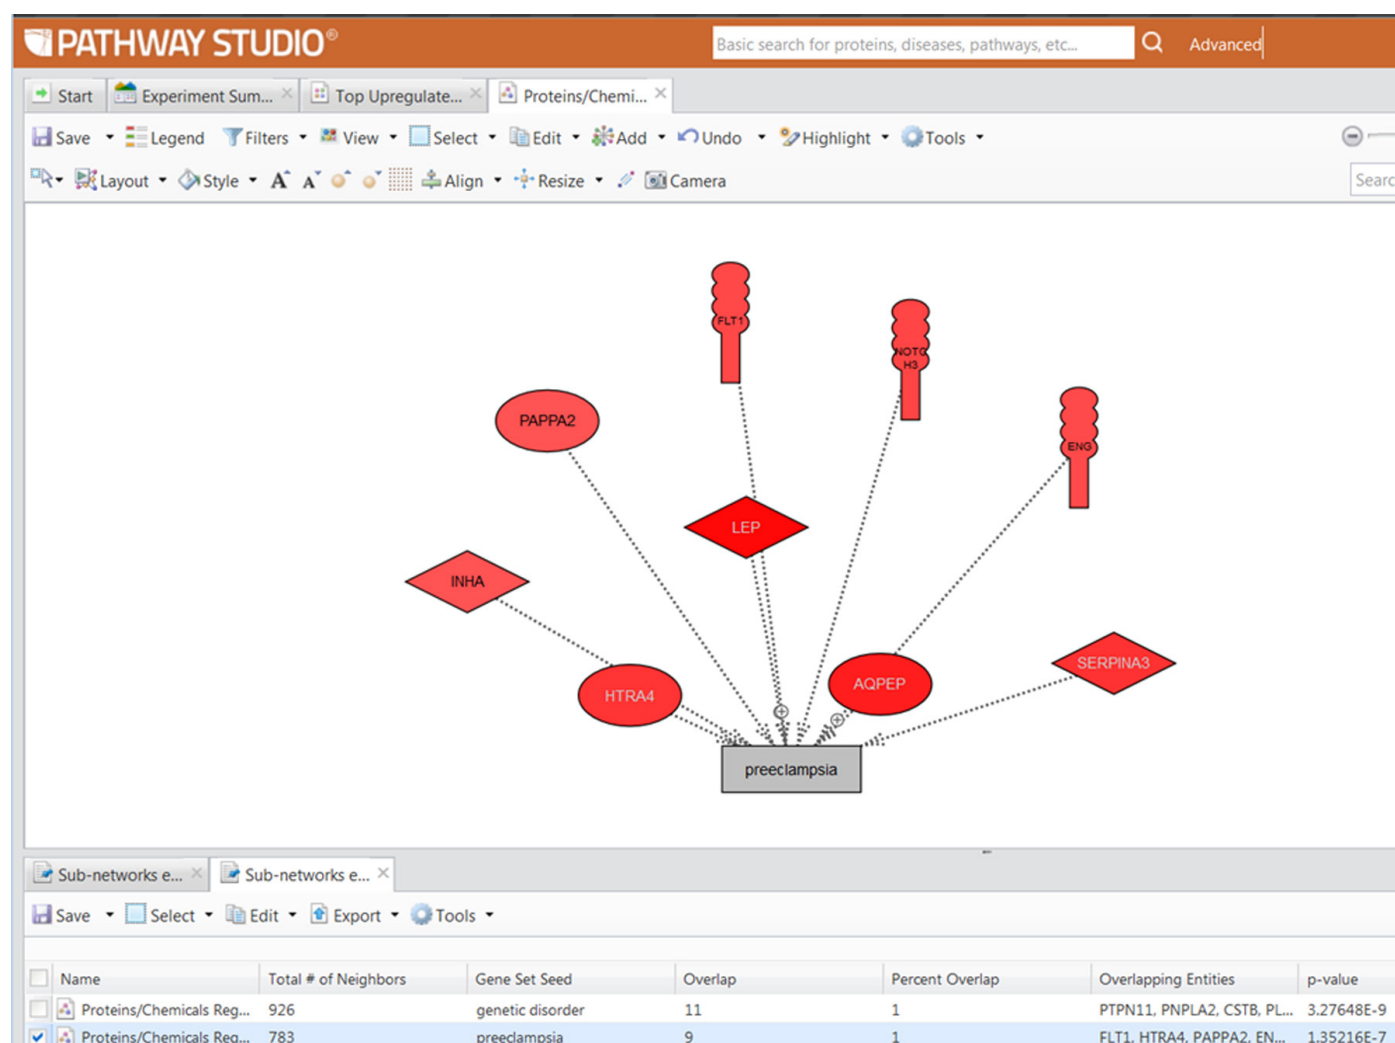 PATHWAY STUDIO®
Basic search for proteins, diseases, pathways, etc...
Advanced
Start
Experiment Sum...
Top Upregulate...
Proteins/Chemi...
Save Legend Filters View Select Edit Add Undo Highlight Tools
Layout Style A A Align Resize Camera
Searc
FLT1
NOTC
H3
PAPPA2
ENG
LEP
INHA
SERPINA3
AQPEP
HTRA4
preeclampsia
Sub-networks e...
Sub-networks e...
Save Select Edit Export Tools
Name Total # of Neighbors Gene Set Seed Overlap Percent Overlap Overlapping Entities p-value
Proteins/Chemicals Reg... 926 genetic disorder 11 1 PTPN11, PNPLA2, CSTB, PL... 3.27648E-9
Proteins/Chemicals Reg... 783 preeclampsia 9 1 FLT1, HTRA4, PAPPA2, EN... 1.35216E-7